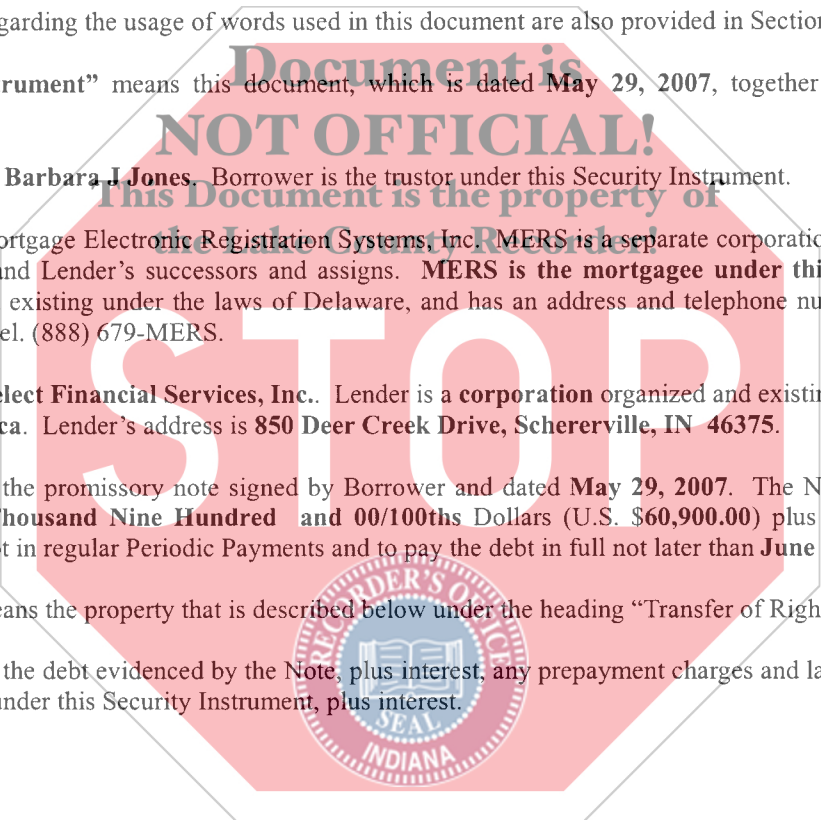 garding the usage of words used in this document are also provided in Section
Document is
rument” means this document, which is dated May 29, 2007, together
NOT OFFICIAL!
Barbara J Jones. Borrower is the trustor under this Security Instrument.
This Document is the property of
the Lake County Recorder!
ortgage Electronic Registration Systems, Inc. MERS is a separate corporatio
and Lender’s successors and assigns. MERS is the mortgagee under thi
existing under the laws of Delaware, and has an address and telephone nu
el. (888) 679-MERS.
STOP
elect Financial Services, Inc.. Lender is a corporation organized and existin
ca. Lender’s address is 850 Deer Creek Drive, Schererville, IN 46375.
the promissory note signed by Borrower and dated May 29, 2007. The N
Thousand Nine Hundred and 00/100ths Dollars (U.S. $60,900.00) plus
t in regular Periodic Payments and to pay the debt in full not later than June
eans the property that is described below under the heading “Transfer of Righ
the debt evidenced by the Note, plus interest, any prepayment charges and la
under this Security Instrument, plus interest.
RECORDER'S OFFICE
SEAL
INDIANA